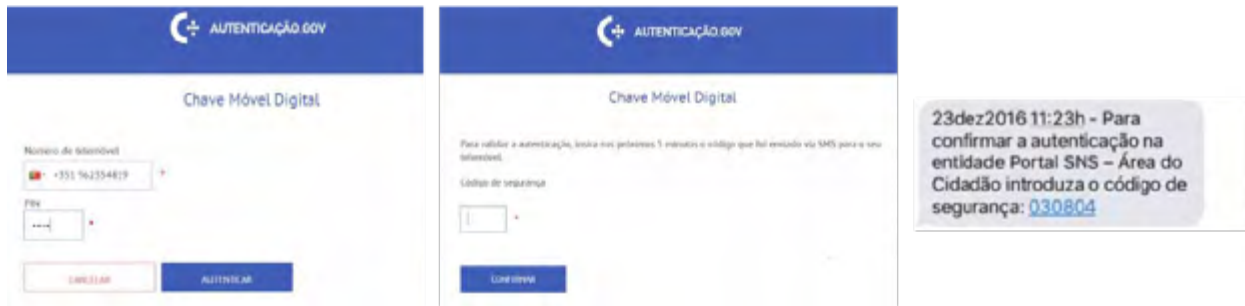 AUTENTICAÇÃO.GOV
Chave Móvel Digital
Número de telemóvel
+351 962554819 *
PIN
---- *
CANCELAR AUTENTICAR
AUTENTICAÇÃO.GOV
Chave Móvel Digital
Para validar a autenticação, insira nos próximos 5 minutos o código que foi enviado via SMS para o seu
telemóvel.
Código de segurança
*
CONFIRMAR
23dez2016 11:23h - Para
confirmar a autenticação na
entidade Portal SNS – Área do
Cidadão introduza o código de
segurança: 030804